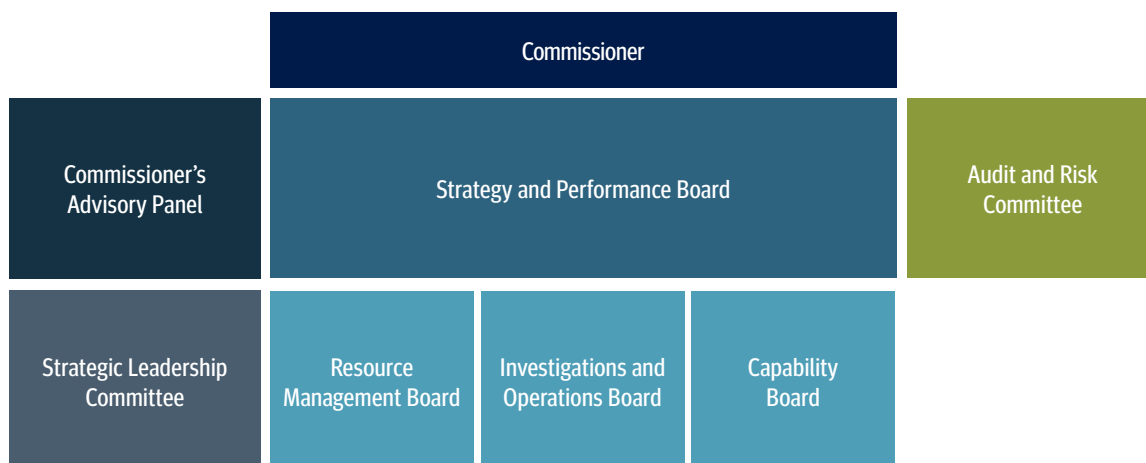 Commissioner
Commissioner’s
Advisory Panel
Strategy and Performance Board
Audit and Risk
Committee
Strategic Leadership
Committee
Resource
Management Board
Investigations and
Operations Board
Capability
Board